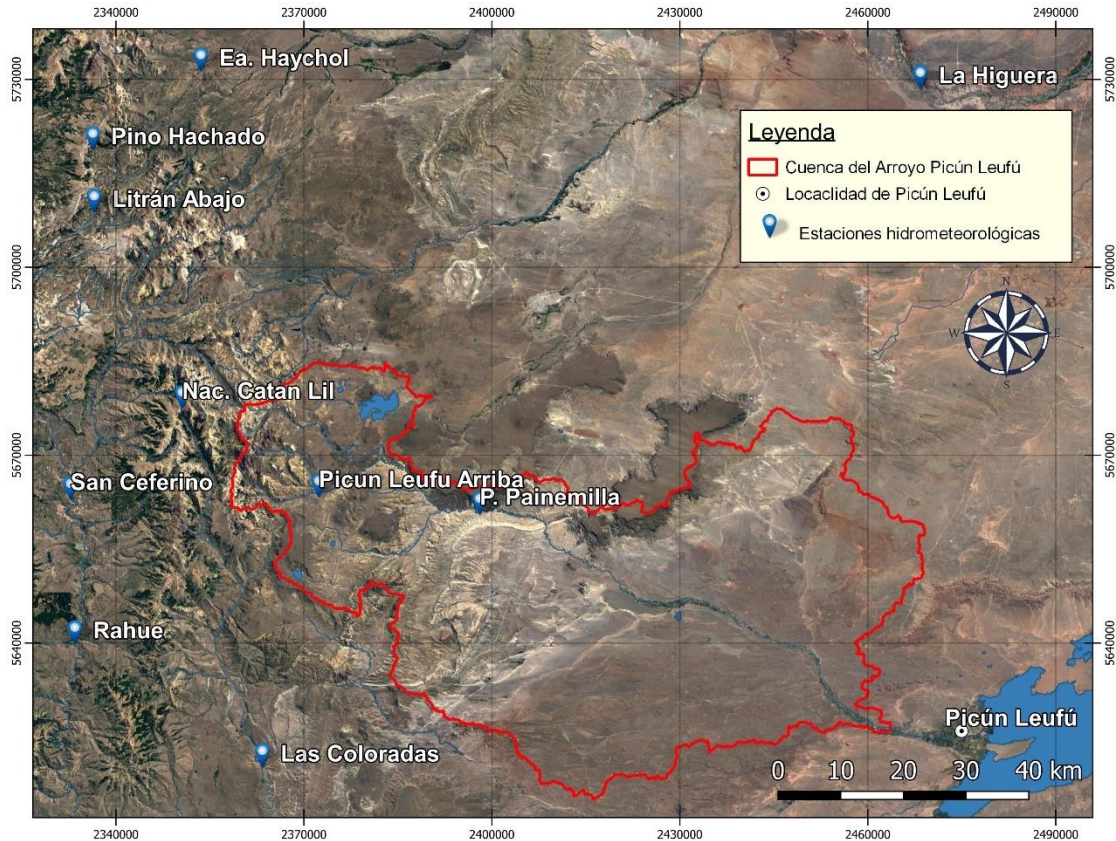 2340000 2370000 2400000 2430000 2460000 2490000
Ea. Haychol
La Higuera
5730000 5730000
Pino Hachado
Leyenda
Cuenca del Arroyo Picún Leufú
Locaclidad de Picún Leufú
Estaciones hidrometeorológicas
Litrán Abajo
5700000 5700000
N
W E
S
Nac. Catan Lil
5670000 5670000
San Ceferino
Picun Leufu Arriba
P. Painemilla
Rahue
5640000 5640000
Picún Leufú
Las Coloradas
0 10 20 30 40 km
2340000 2370000 2400000 2430000 2460000 2490000